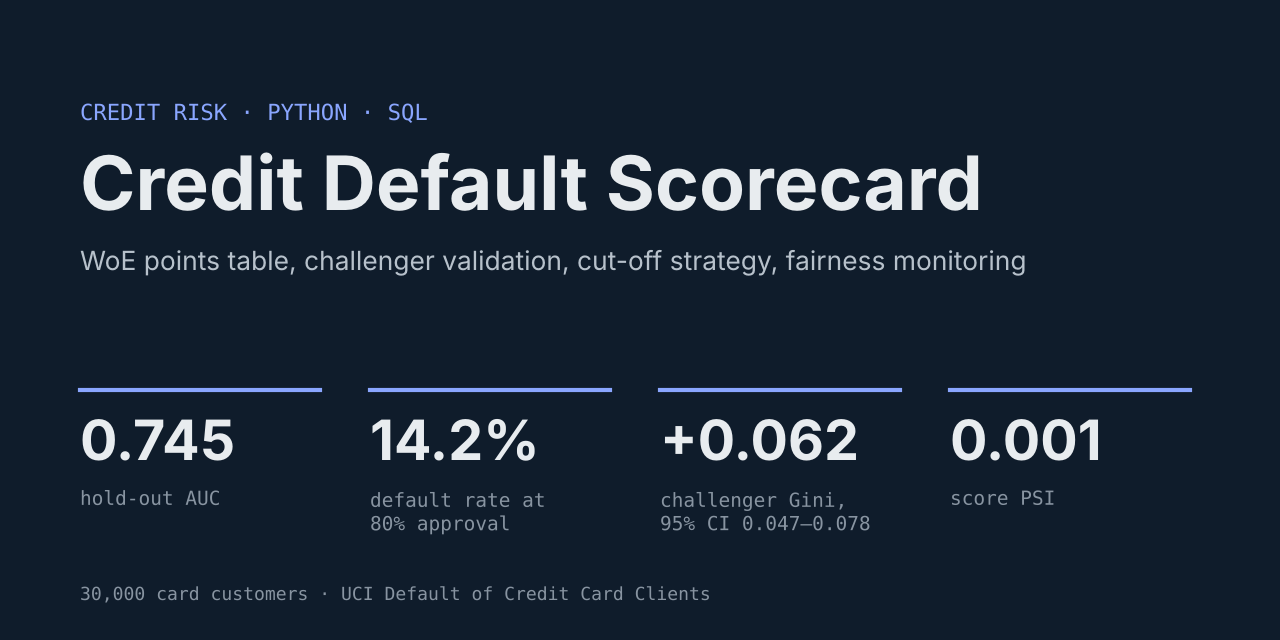 CREDIT RISK · PYTHON · SQL
Credit Default Scorecard
WoE points table, challenger validation, cut-off strategy, fairness monitoring
0.745
hold-out AUC
14.2%
default rate at
80% approval
+0.062
challenger Gini,
95% CI 0.047–0.078
0.001
score PSI
30,000 card customers · UCI Default of Credit Card Clients